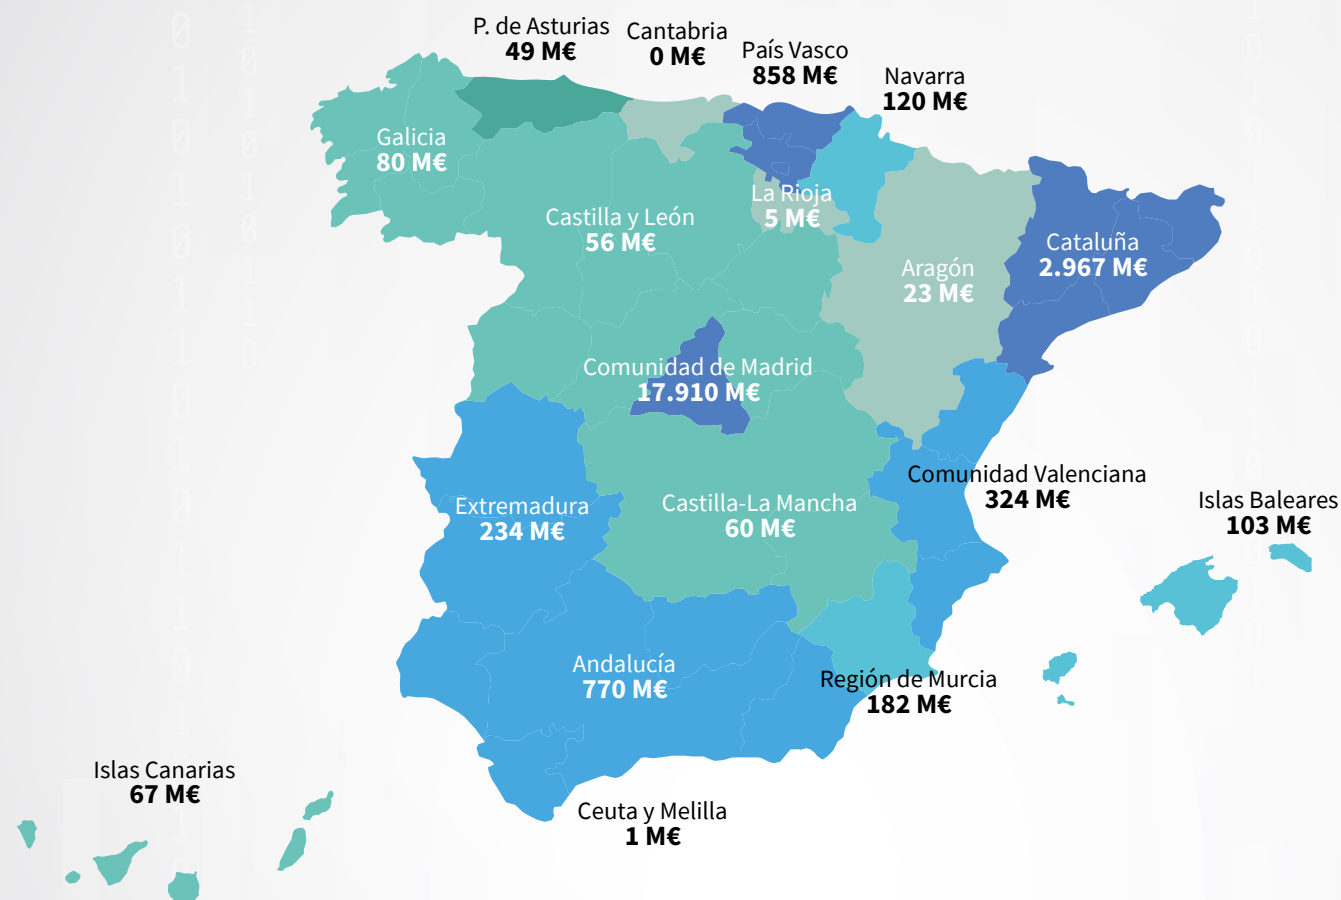 P. de Asturias
49 M€
Cantabria
0 M€
País Vasco
858 M€
Navarra
120 M€
Galicia
80 M€
La Rioja
5 M€
Castilla y León
56 M€
Cataluña
2.967 M€
Aragón
23 M€
Comunidad de Madrid
17.910 M€
Comunidad Valenciana
324 M€
Islas Baleares
103 M€
Extremadura
234 M€
Castilla-La Mancha
60 M€
Andalucía
770 M€
Región de Murcia
182 M€
Islas Canarias
67 M€
Ceuta y Melilla
1 M€